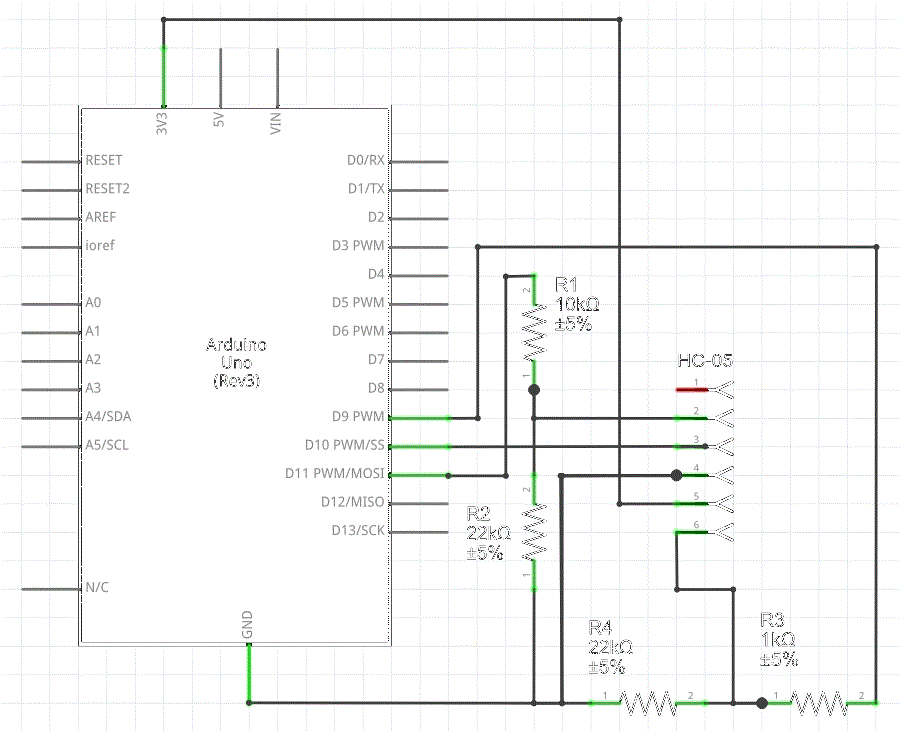 3V3
5V
VIN
RESET
RESET2
AREF
ioref
A0
A1
A2
A3
A4/SDA
A5/SCL
N/C
Arduino
Uno
(Rev3)
D0/RX
D1/TX
D2
D3 PWM
D4
D5 PWM
D6 PWM
D7
D8
D9 PWM
D10 PWM/SS
D11 PWM/MOSI
D12/MISO
D13/SCK
GND
2
R1
10kΩ
±5%
1
2
R2
22kΩ
±5%
1
HC-05
1
2
3
4
5
6
R4
22kΩ
±5%
1
2
R3
1kΩ
±5%
1
2